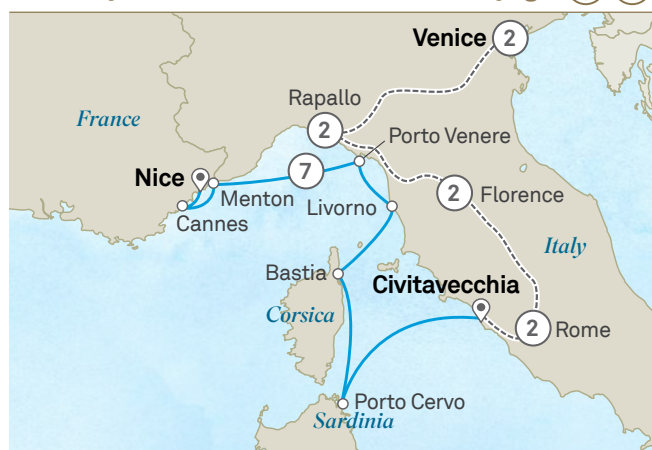 Venice
2
Rapallo
2
France
Porto Venere
7
Nice
Menton
2
Florence
Cannes
Livorno
Italy
Bastia
Civitavecchia
Corsica
2
Rome
Porto Cervo
Sardinia